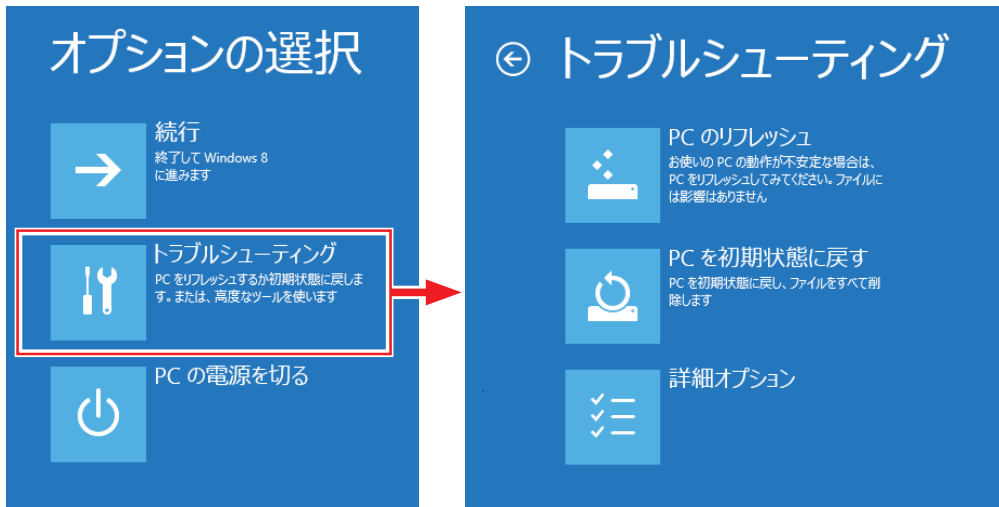 オプションの選択
続行
終了して Windows 8
に進みます
トラブルシューティング
PC をリフレッシュするか初期状態に戻しま
す。または、高度なツールを使います
PC の電源を切る
トラブルシューティング
PC のリフレッシュ
お使いの PC の動作が不安定な場合は、
PC をリフレッシュしてみてください。ファイルに
は影響はありません
PC を初期状態に戻す
PC を初期状態に戻し、ファイルをすべて削
除します
詳細オプション